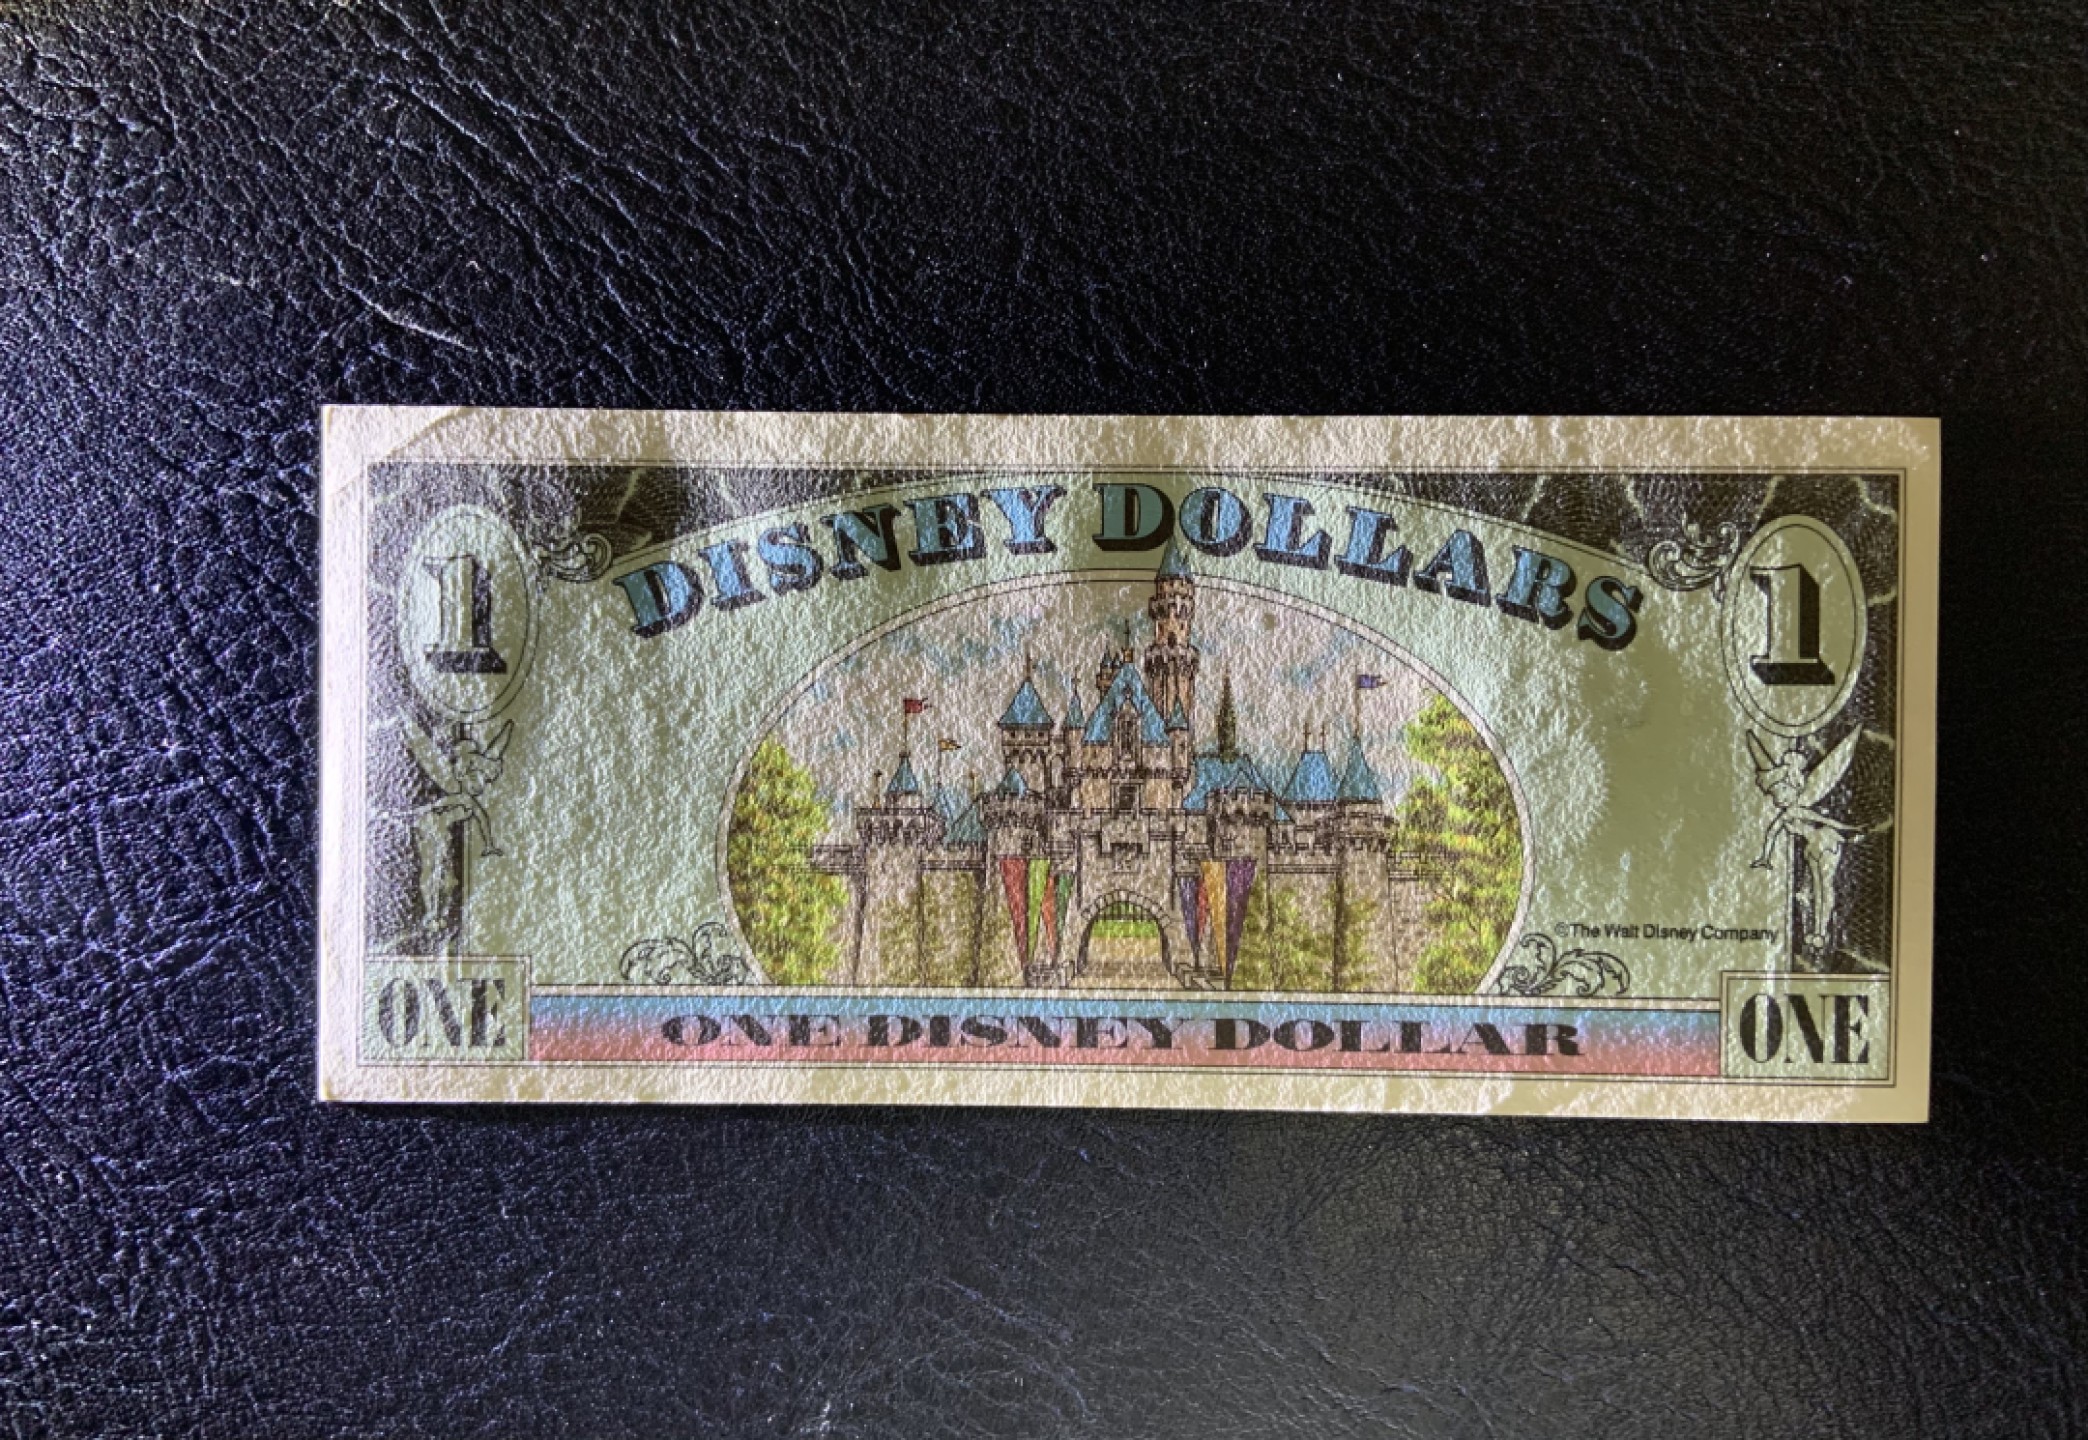 DISNEY DOLLARS
1 1
©The Walt Disney Company
ONE ONE DISNEY DOLLAR ONE